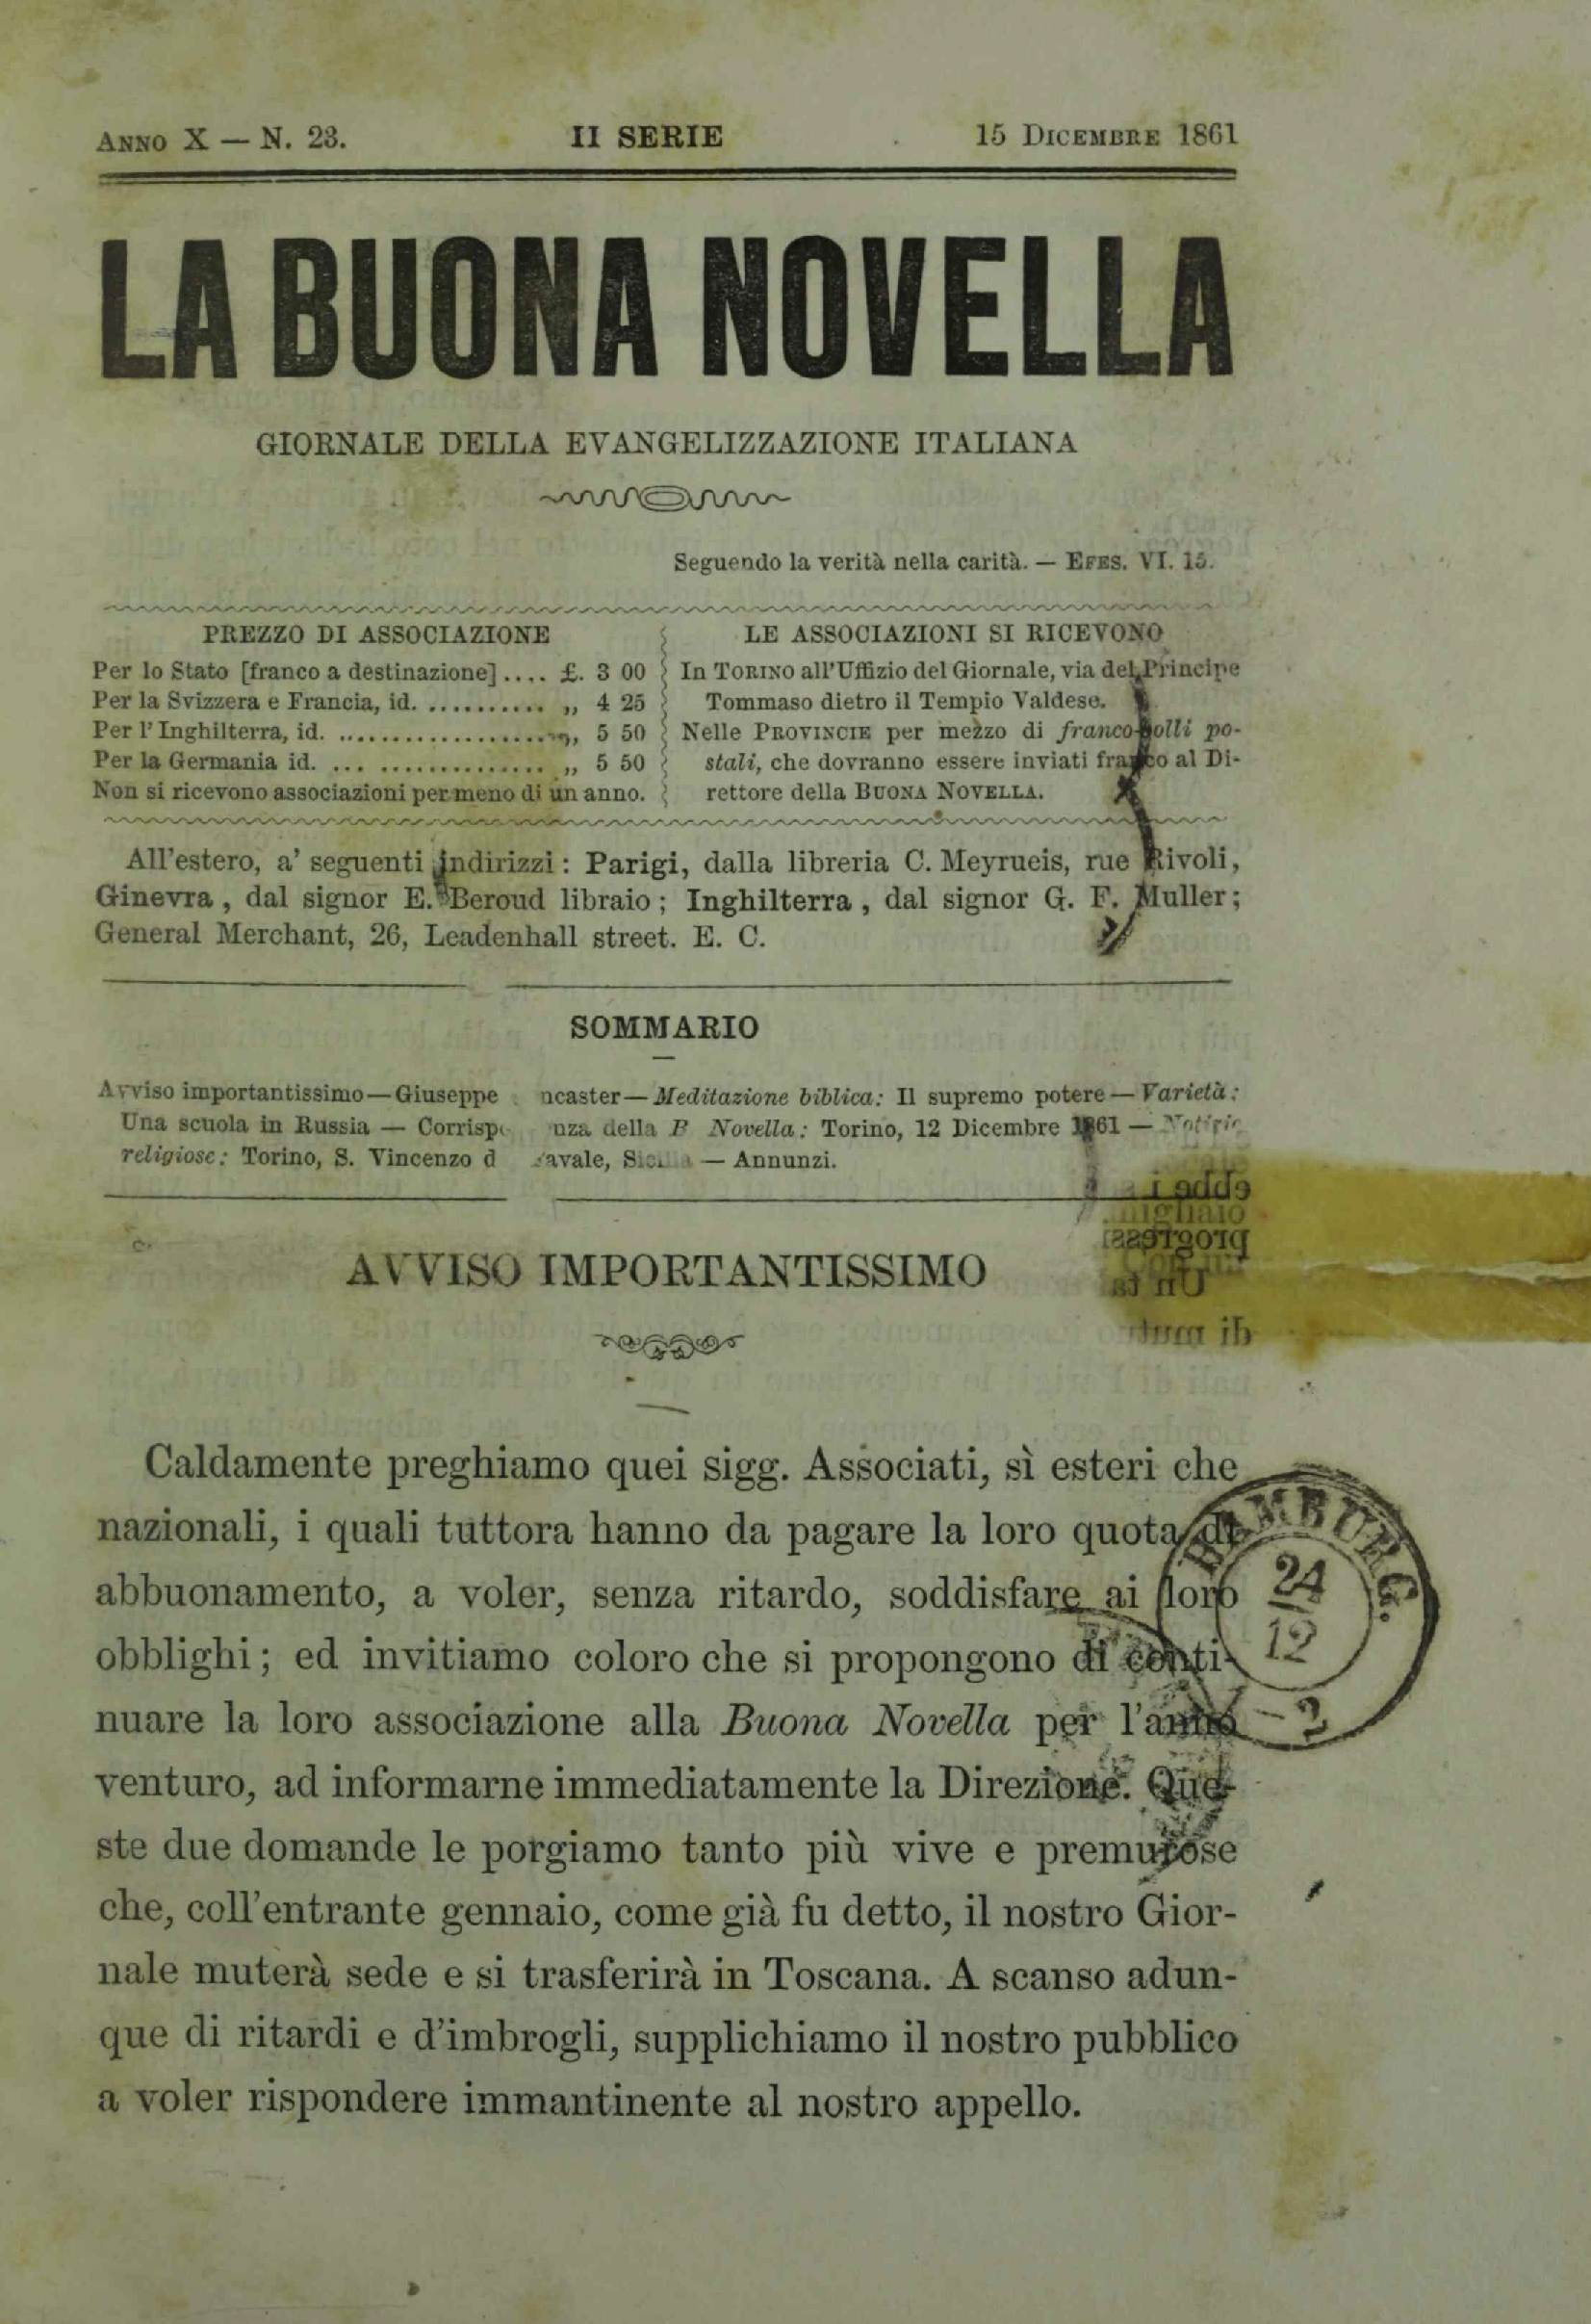 ANNO X — N. 23. II SERIE 15 DICEMBRE 1861
LA BUONA NOVELLA
GIORNALE DELLA EVANGELIZZAZIONE ITALIANA
Seguendo la verità nella carità. — EFES. VI. 15.
PREZZO DI ASSOCIAZIONE
Per lo Stato [franco a destinazione] .... £. 3 00
Per la Svizzera e Francia, id. .......... „ 4 25
Per l'Inghilterra, id. ................... „ 5 50
Per la Germania id. ... .............. „ 5 50
Non si ricevono associazioni per meno di un anno.
LE ASSOCIAZIONI SI RICEVONO
In TORINO all'Uffizio del Giornale, via del Principe
Tommaso dietro il Tempio Valdese.
Nelle PROVINCIE per mezzo di franco-bolli po-
stali, che dovranno essere inviati franco al Di-
rettore della BUONA NOVELLA.
All'estero, a' seguenti indirizzi: Parigi, dalla libreria C. Meyrueis, rue Rivoli,
Ginevra, dal signor E. Beroud libraio; Inghilterra, dal signor G. F. Muller;
General Merchant, 26, Leadenhall street. E. C.
SOMMARIO
Avviso importantissimo—Giuseppe ncaster—Meditazione biblica: Il supremo potere—Varietà:
Una scuola in Russia — Corrisp nza della B Novella: Torino, 12 Dicembre 1861 — Notizie
religiose: Torino, S. Vincenzo d avale, Sicilia — Annunzi.
AVVISO IMPORTANTISSIMO
Caldamente preghiamo quei sigg. Associati, sì esteri che
nazionali, i quali tuttora hanno da pagare la loro quota di
abbuonamento, a voler, senza ritardo, soddisfare ai loro
obblighi; ed invitiamo coloro che si propongono di conti-
nuare la loro associazione alla Buona Novella per l'anno
venturo, ad informarne immediatamente la Direzione. Que-
ste due domande le porgiamo tanto più vive e premurose
che, coll'entrante gennaio, come già fu detto, il nostro Gior-
nale muterà sede e si trasferirà in Toscana. A scanso adun-
que di ritardi e d'imbrogli, supplichiamo il nostro pubblico
a voler rispondere immantinente al nostro appello.
HAMBURG.
24
12
-2